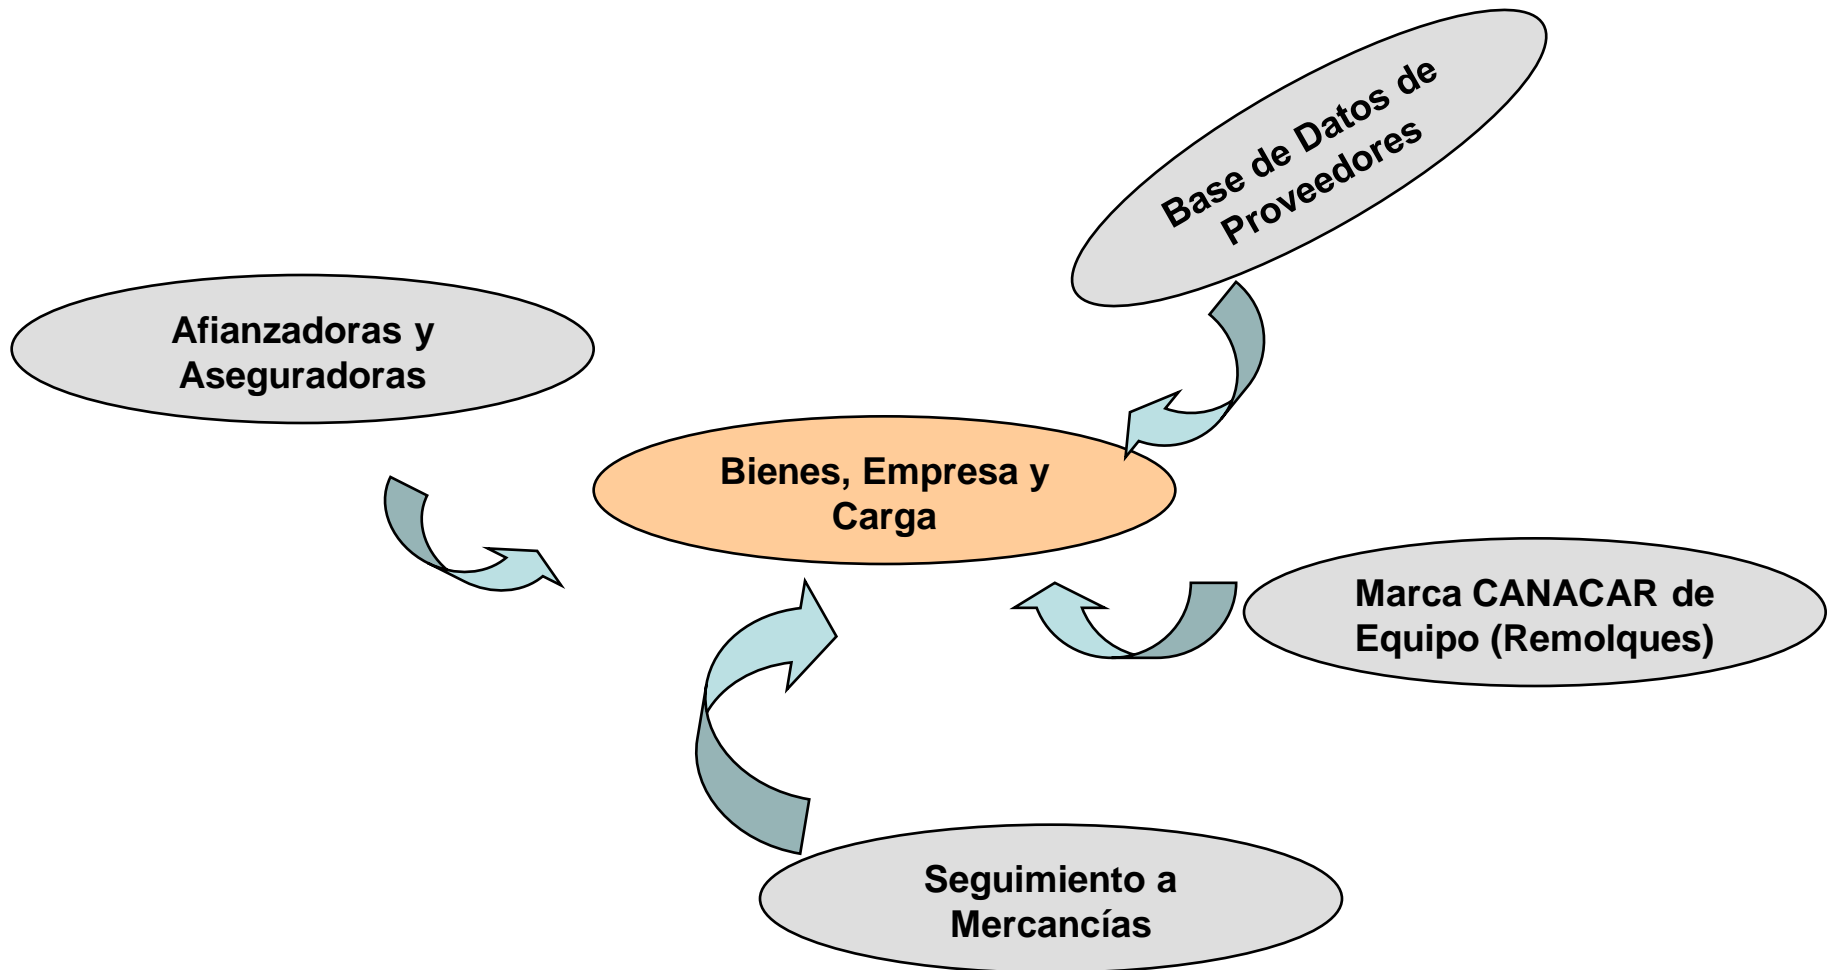 Base de Datos de
Proveedores
Afianzadoras y
Aseguradoras
Bienes, Empresa y
Carga
Marca CANACAR de
Equipo (Remolques)
Seguimiento a
Mercancías